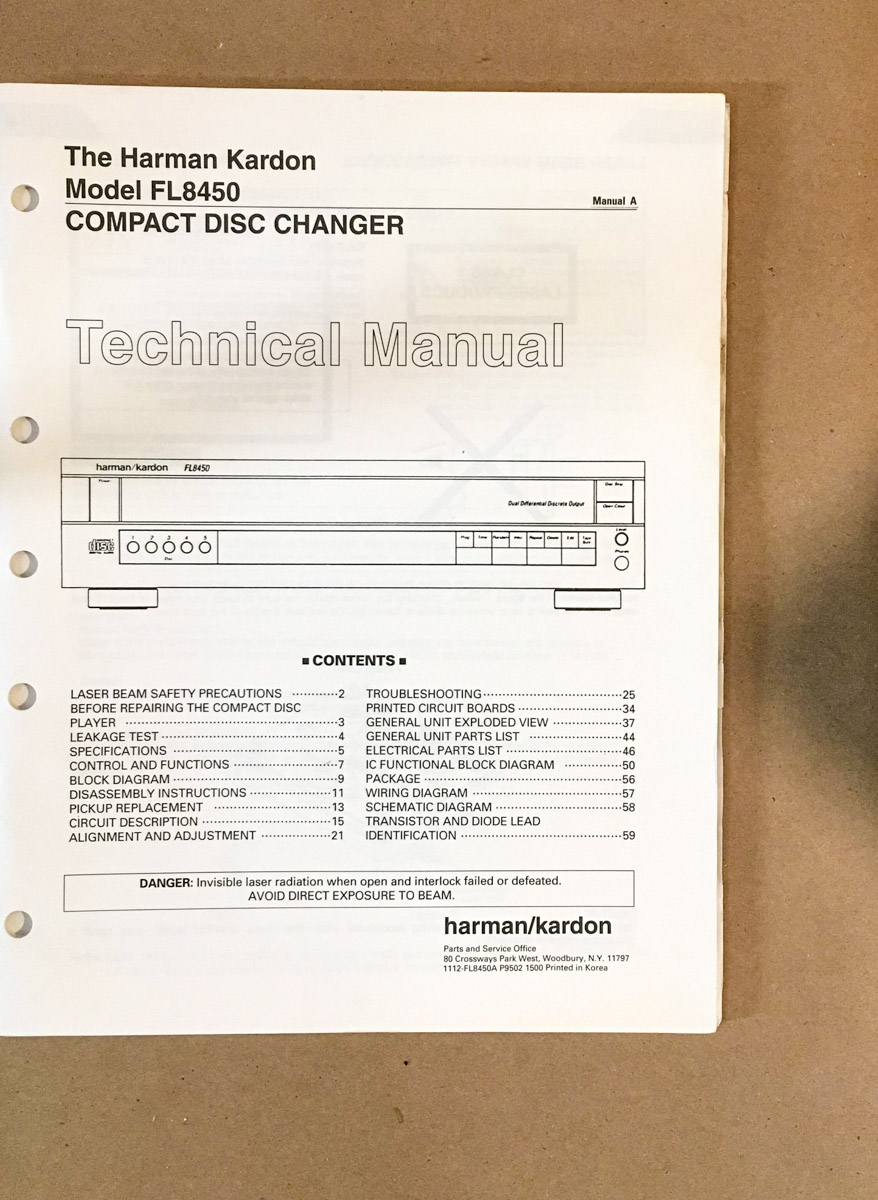 The Harman Kardon
Model FL8450
Manual A
COMPACT DISC CHANGER
Technical Manual
harman/kardon FL8450
Power
Dual Differential Discrete Output
Open Close
Level
1 2 3 4 5
Disc
Phones
disc
■ CONTENTS ■
LASER BEAM SAFETY PRECAUTIONS ············2
BEFORE REPAIRING THE COMPACT DISC
PLAYER ············3
LEAKAGE TEST ············4
SPECIFICATIONS ············5
CONTROL AND FUNCTIONS ············7
BLOCK DIAGRAM ············9
DISASSEMBLY INSTRUCTIONS ············11
PICKUP REPLACEMENT ············13
CIRCUIT DESCRIPTION ············15
ALIGNMENT AND ADJUSTMENT ············21
TROUBLESHOOTING ············25
PRINTED CIRCUIT BOARDS ············34
GENERAL UNIT EXPLODED VIEW ············37
GENERAL UNIT PARTS LIST ············44
ELECTRICAL PARTS LIST ············46
IC FUNCTIONAL BLOCK DIAGRAM ············50
PACKAGE ············56
WIRING DIAGRAM ············57
SCHEMATIC DIAGRAM ············58
TRANSISTOR AND DIODE LEAD
IDENTIFICATION ············59
DANGER: Invisible laser radiation when open and interlock failed or defeated.
AVOID DIRECT EXPOSURE TO BEAM.
harman/kardon
Parts and Service Office
80 Crossways Park West, Woodbury, N.Y. 11797
1112-FL8450A P9502 1500 Printed in Korea